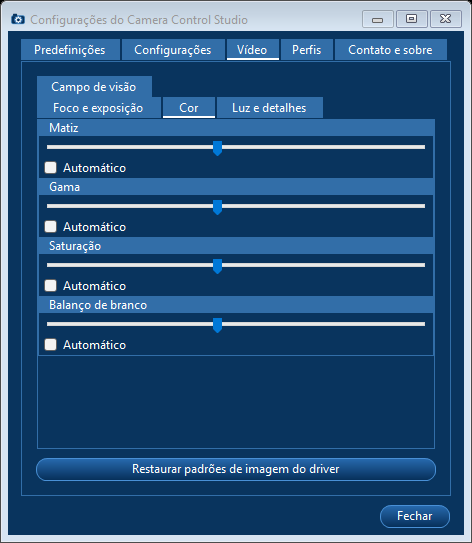 Configurações do Camera Control Studio
Predefinições Configurações Vídeo Perfis Contato e sobre
Campo de visão
Foco e exposição Cor Luz e detalhes
Matiz
Automático
Gama
Automático
Saturação
Automático
Balanço de branco
Automático
Restaurar padrões de imagem do driver
Fechar